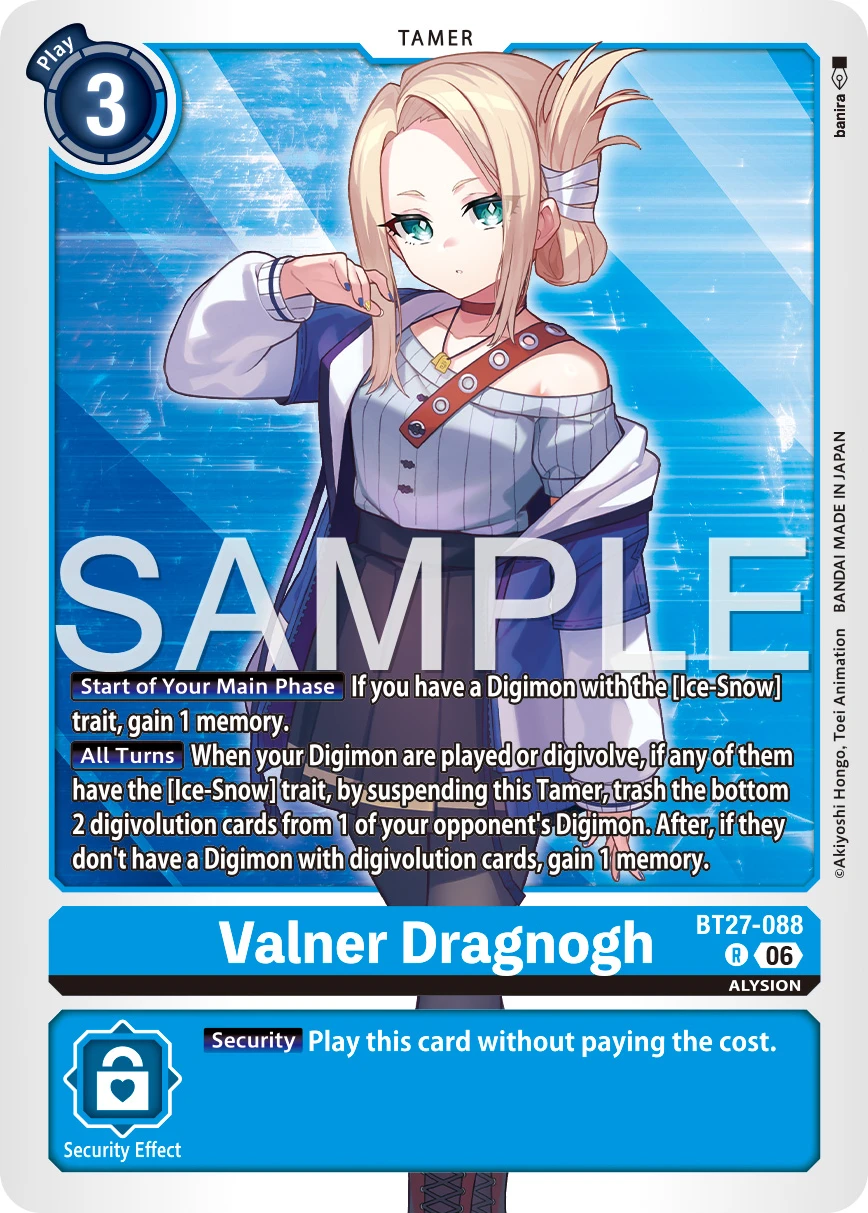 TAMER
Play
3
banira
SAMPLE
Start of Your Main Phase If you have a Digimon with the [Ice-Snow]
trait, gain 1 memory.
All Turns When your Digimon are played or digivolve, if any of them
have the [Ice-Snow] trait, by suspending this Tamer, trash the bottom
2 digivolution cards from 1 of your opponent's Digimon. After, if they
don't have a Digimon with digivolution cards, gain 1 memory.
©Akiyoshi Hongo, Toei Animation BANDAI MADE IN JAPAN
Valner Dragnogh
BT27-088
R 06
ALYSION
Security Play this card without paying the cost.
Security Effect